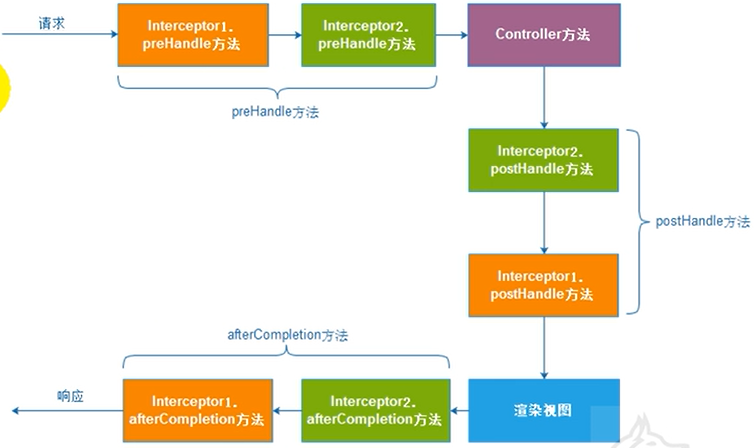 请求
Interceptor1.
preHandle方法
Interceptor2.
preHandle方法
Controller方法
preHandle方法
Interceptor2.
postHandle方法
postHandle方法
Interceptor1.
postHandle方法
afterCompletion方法
响应
Interceptor1.
afterCompletion方法
Interceptor2.
afterCompletion方法
渲染视图